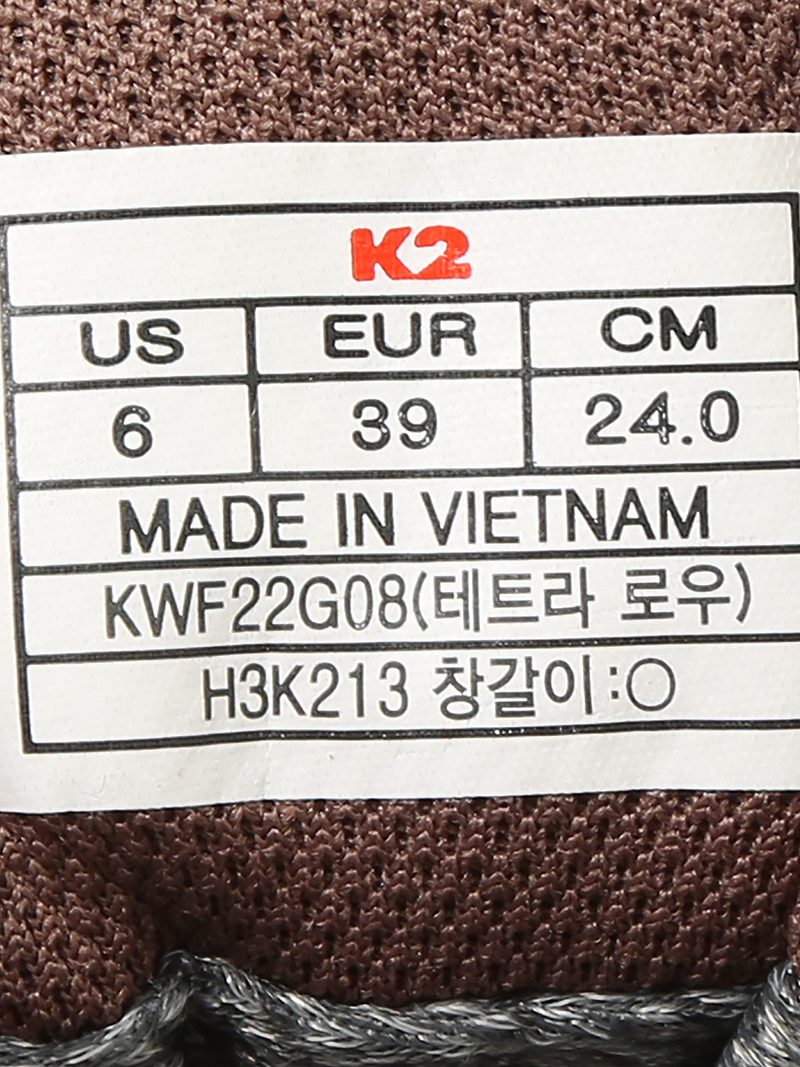 K2
US EUR CM
6 39 24.0
MADE IN VIETNAM
KWF22G08(테트라 로우)
H3K213 창갈이:○